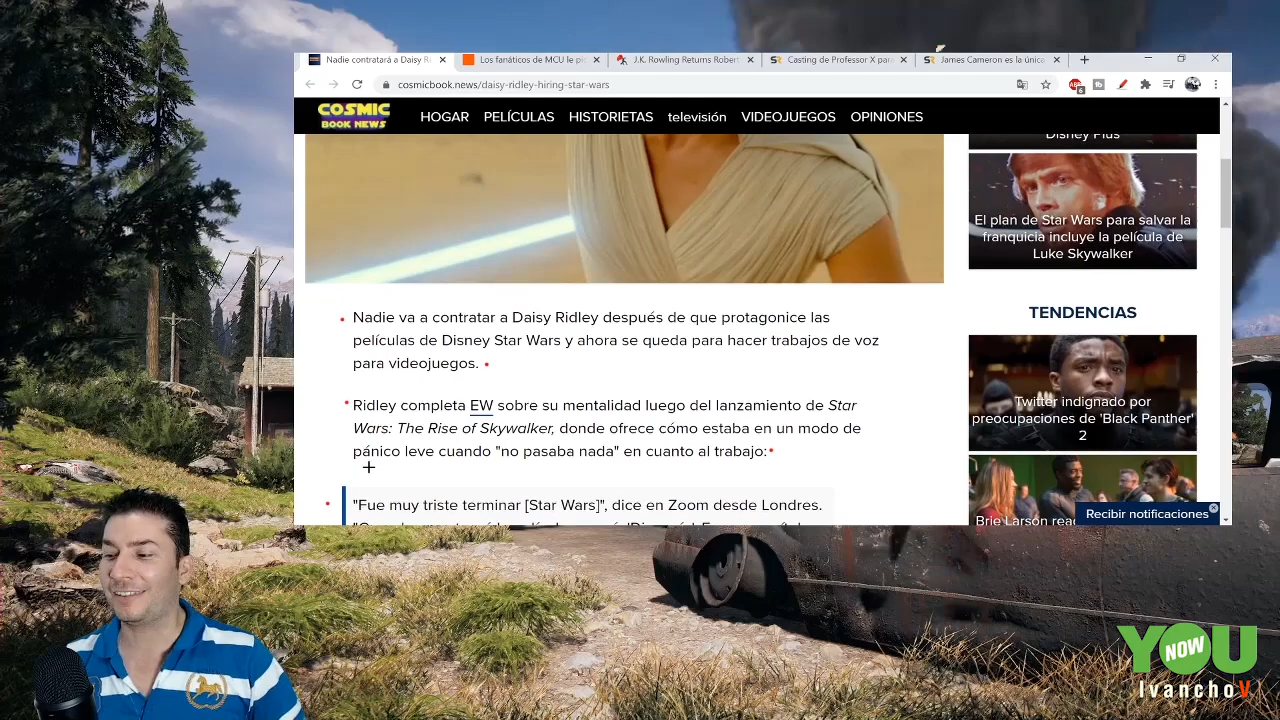 Nadie contratará a Daisy Ri
Los fanáticos de MCU le pi
J.K. Rowling Returns Robert
Casting de Professor X para
James Cameron es la única
cosmicbook.news/daisy-ridley-hiring-star-wars
COSMIC
BOOK NEWS
HOGAR PELÍCULAS HISTORIETAS televisión VIDEOJUEGOS OPINIONES
Disney Plus
El plan de Star Wars para salvar la
franquicia incluye la película de
Luke Skywalker
Nadie va a contratar a Daisy Ridley después de que protagonice las
películas de Disney Star Wars y ahora se queda para hacer trabajos de voz
para videojuegos.
Ridley completa EW sobre su mentalidad luego del lanzamiento de Star
Wars: The Rise of Skywalker, donde ofrece cómo estaba en un modo de
pánico leve cuando "no pasaba nada" en cuanto al trabajo:
"Fue muy triste terminar [Star Wars]", dice en Zoom desde Londres.
TENDENCIAS
Twitter indignado por
preocupaciones de 'Black Panther'
2
Brie Larson rea
Recibir notificaciones
YOU
NOW
IvanchoV